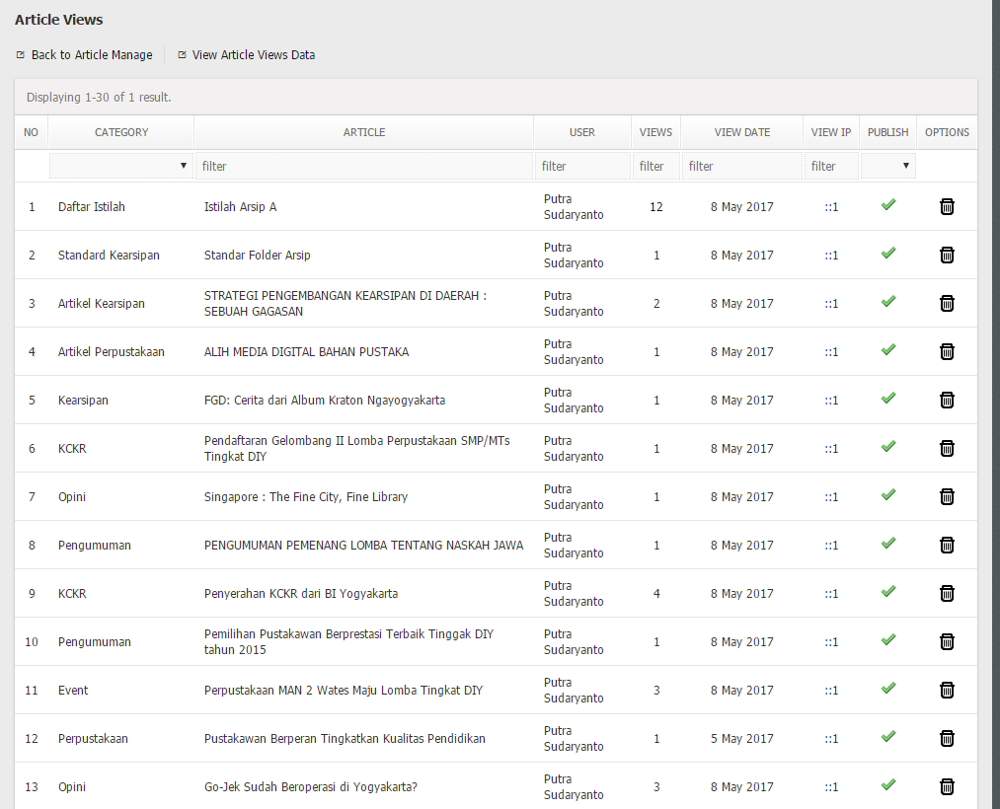 Article Views
Back to Article Manage View Article Views Data
Displaying 1-30 of 1 result.
NO CATEGORY ARTICLE USER VIEWS VIEW DATE VIEW IP PUBLISH OPTIONS
filter filter filter filter filter
1 Daftar Istilah Istilah Arsip A Putra Sudaryanto 12 8 May 2017 ::1
2 Standard Kearsipan Standar Folder Arsip Putra Sudaryanto 1 8 May 2017 ::1
3 Artikel Kearsipan STRATEGI PENGEMBANGAN KEARSIPAN DI DAERAH : SEBUAH GAGASAN Putra Sudaryanto 2 8 May 2017 ::1
4 Artikel Perpustakaan ALIH MEDIA DIGITAL BAHAN PUSTAKA Putra Sudaryanto 1 8 May 2017 ::1
5 Kearsipan FGD: Cerita dari Album Kraton Ngayogyakarta Putra Sudaryanto 1 8 May 2017 ::1
6 KCKR Pendaftaran Gelombang II Lomba Perpustakaan SMP/MTs Tingkat DIY Putra Sudaryanto 1 8 May 2017 ::1
7 Opini Singapore : The Fine City, Fine Library Putra Sudaryanto 1 8 May 2017 ::1
8 Pengumuman PENGUMUMAN PEMENANG LOMBA TENTANG NASKAH JAWA Putra Sudaryanto 1 8 May 2017 ::1
9 KCKR Penyerahan KCKR dari BI Yogyakarta Putra Sudaryanto 4 8 May 2017 ::1
10 Pengumuman Pemilihan Pustakawan Berprestasi Terbaik Tinggak DIY tahun 2015 Putra Sudaryanto 1 8 May 2017 ::1
11 Event Perpustakaan MAN 2 Wates Maju Lomba Tingkat DIY Putra Sudaryanto 3 8 May 2017 ::1
12 Perpustakaan Pustakawan Berperan Tingkatkan Kualitas Pendidikan Putra Sudaryanto 1 5 May 2017 ::1
13 Opini Go-Jek Sudah Beroperasi di Yogyakarta? Putra Sudaryanto 3 8 May 2017 ::1